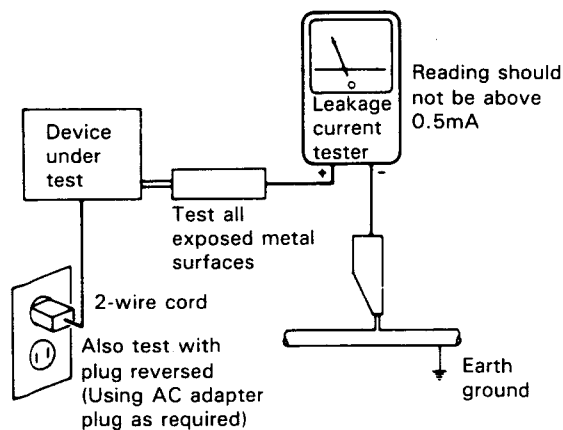 Reading should
not be above
0.5mA
Leakage
current
tester
+ -
Device
under
test
Test all
exposed metal
surfaces
2-wire cord
Also test with
plug reversed
(Using AC adapter
plug as required)
Earth
ground